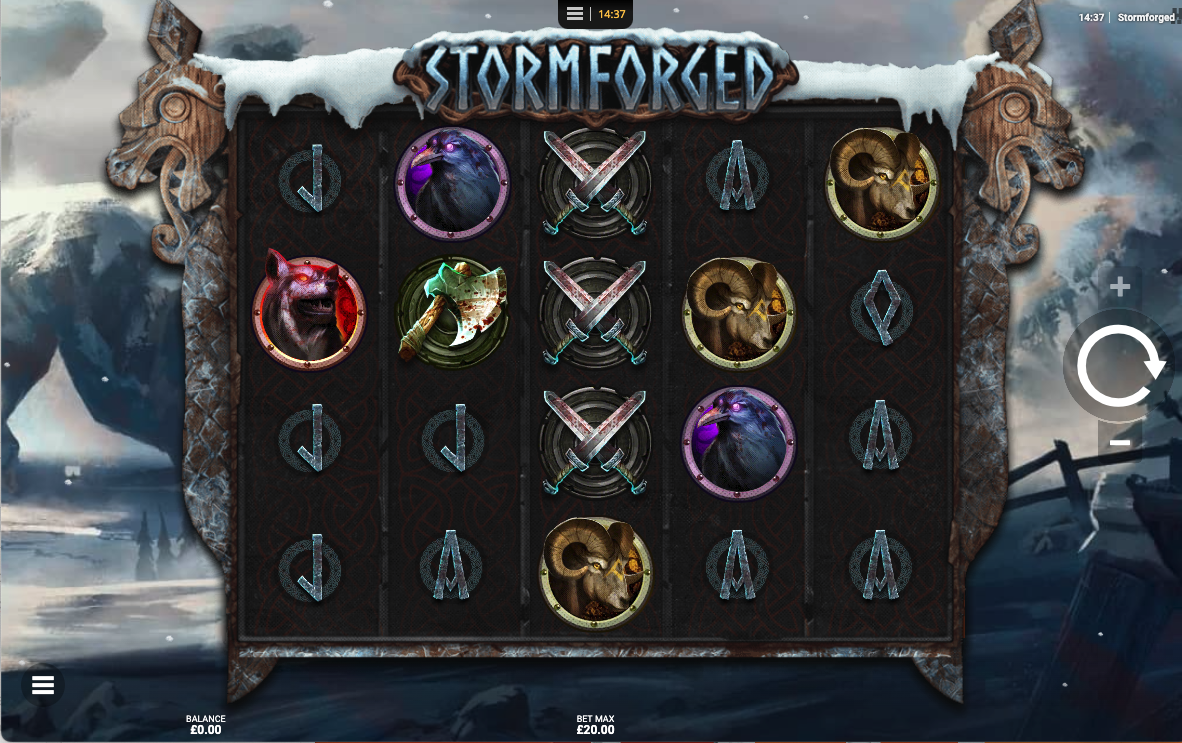 14:37
14:37 | Stormforged
STORMFORGED
J A
Q
J J A
J A A A
BALANCE
£0.00
BET MAX
£20.00